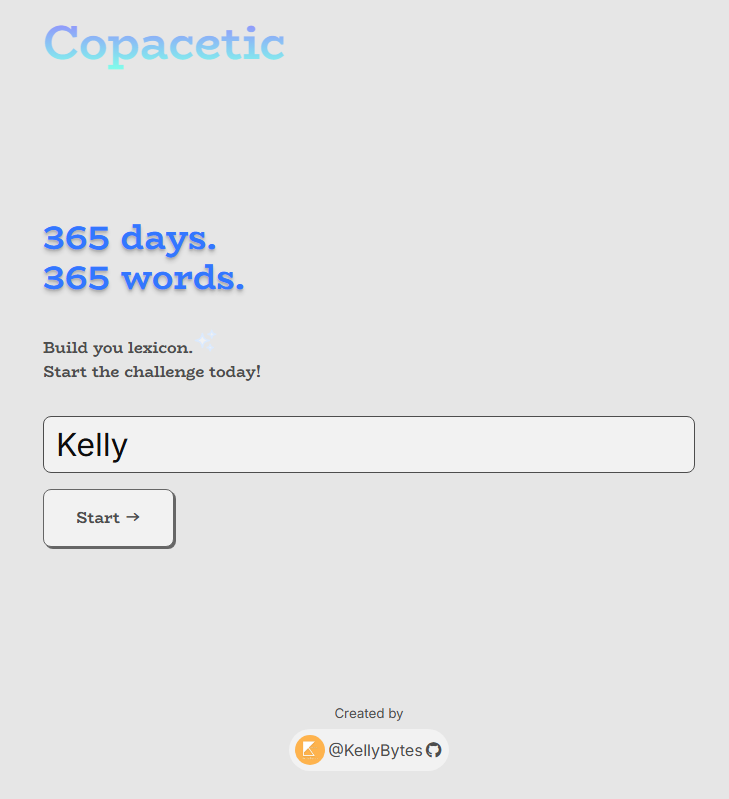 Copacetic
365 days.
365 words.
Build you lexicon.
Start the challenge today!
Kelly
Start →
Created by
@KellyBytes